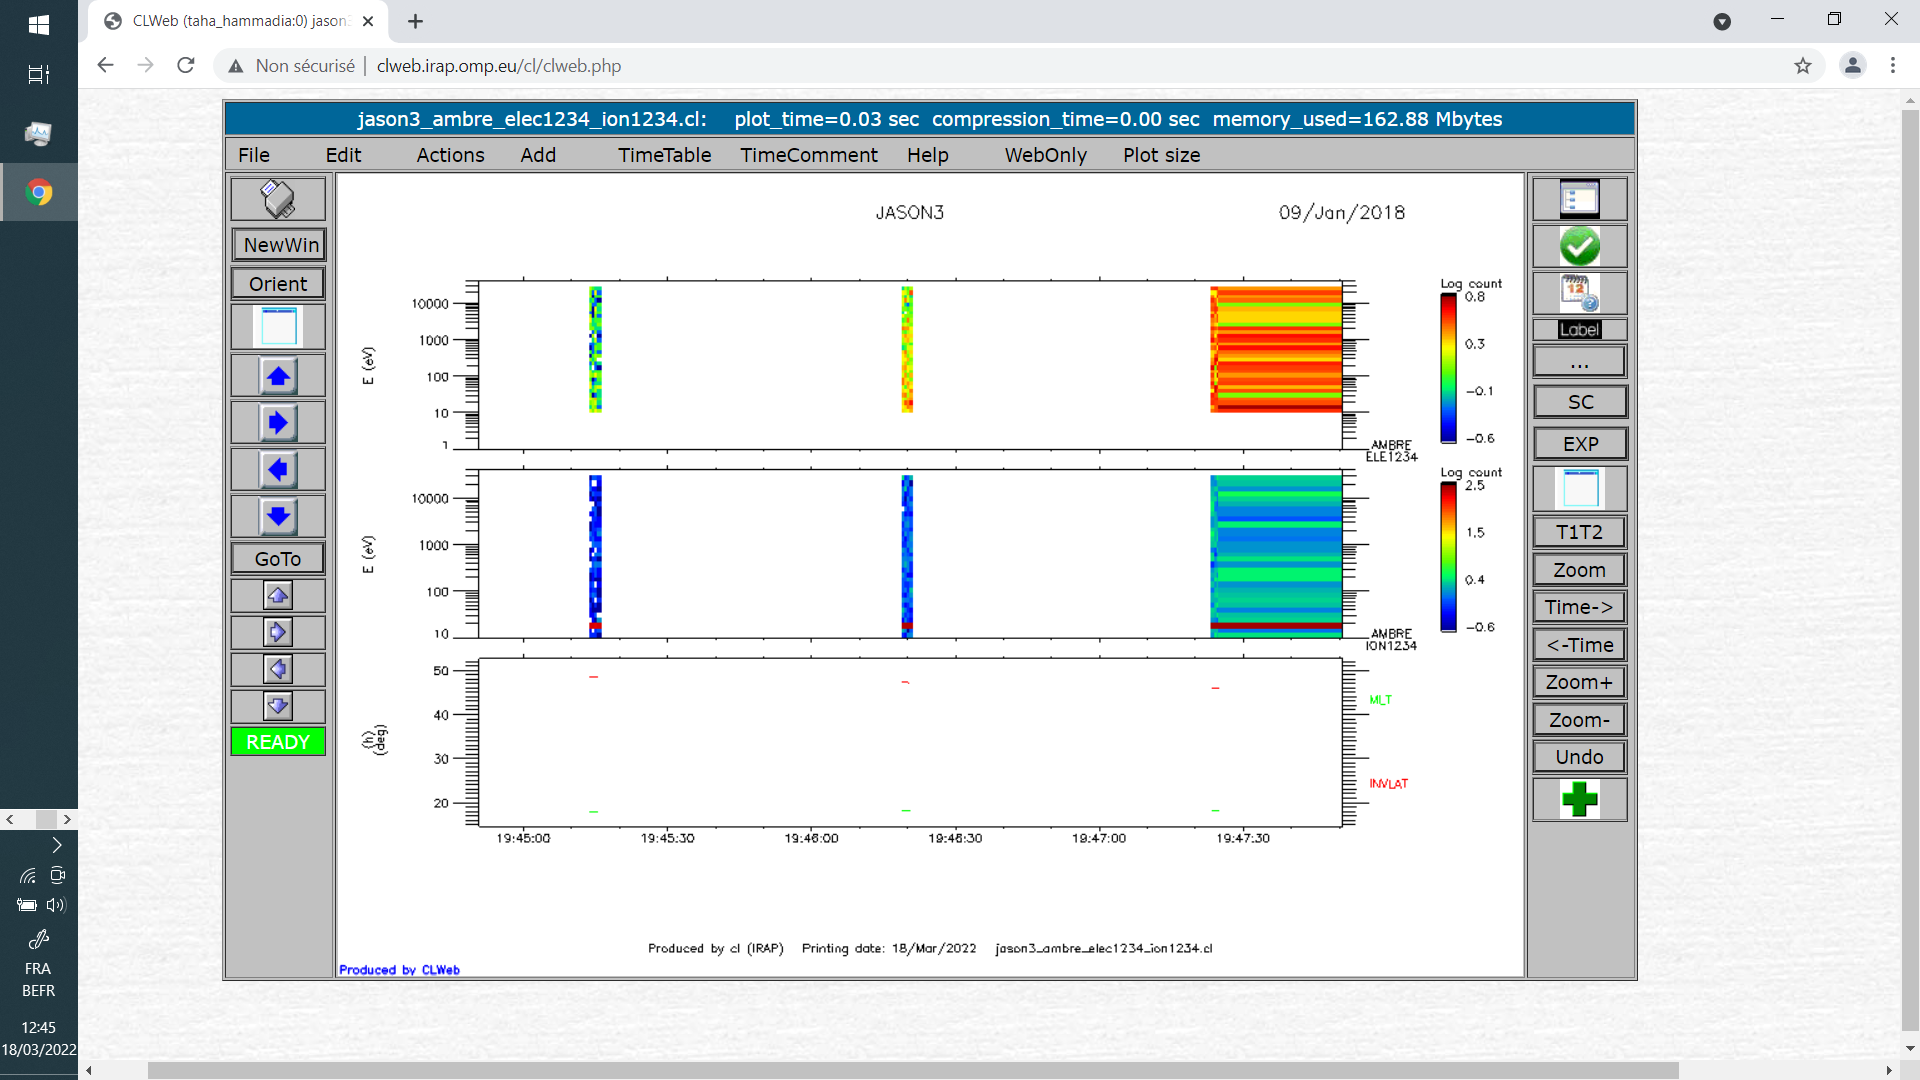 CLWeb (taha_hammadia:0) jason3
Non sécurisé | clweb.irap.omp.eu/cl/clweb.php
jason3_ambre_elec1234_ion1234.cl: plot_time=0.03 sec compression_time=0.00 sec memory_used=162.88 Mbytes
File Edit Actions Add TimeTable TimeComment Help WebOnly Plot size
NewWin
Orient
GoTo
READY
JASON3 09/Jan/2018
E (eV)
10000
1000
100
10
1
Log count
0.8
0.3
-0.1
-0.6
AMBRE
ELE1234
E (eV)
10000
1000
100
10
Log count
2.5
1.5
0.4
-0.6
AMBRE
ION1234
(h)
(deg)
50
40
30
20
MLT
INVLAT
19:45:00 19:45:30 19:46:00 19:46:30 19:47:00 19:47:30
Produced by cl (IRAP) Printing date: 18/Mar/2022 jason3_ambre_elec1234_ion1234.cl
Produced by CLWeb
12
Label
...
SC
EXP
T1T2
Zoom
Time->
<-Time
Zoom+
Zoom-
Undo
FRA
BEFR
12:45
18/03/2022